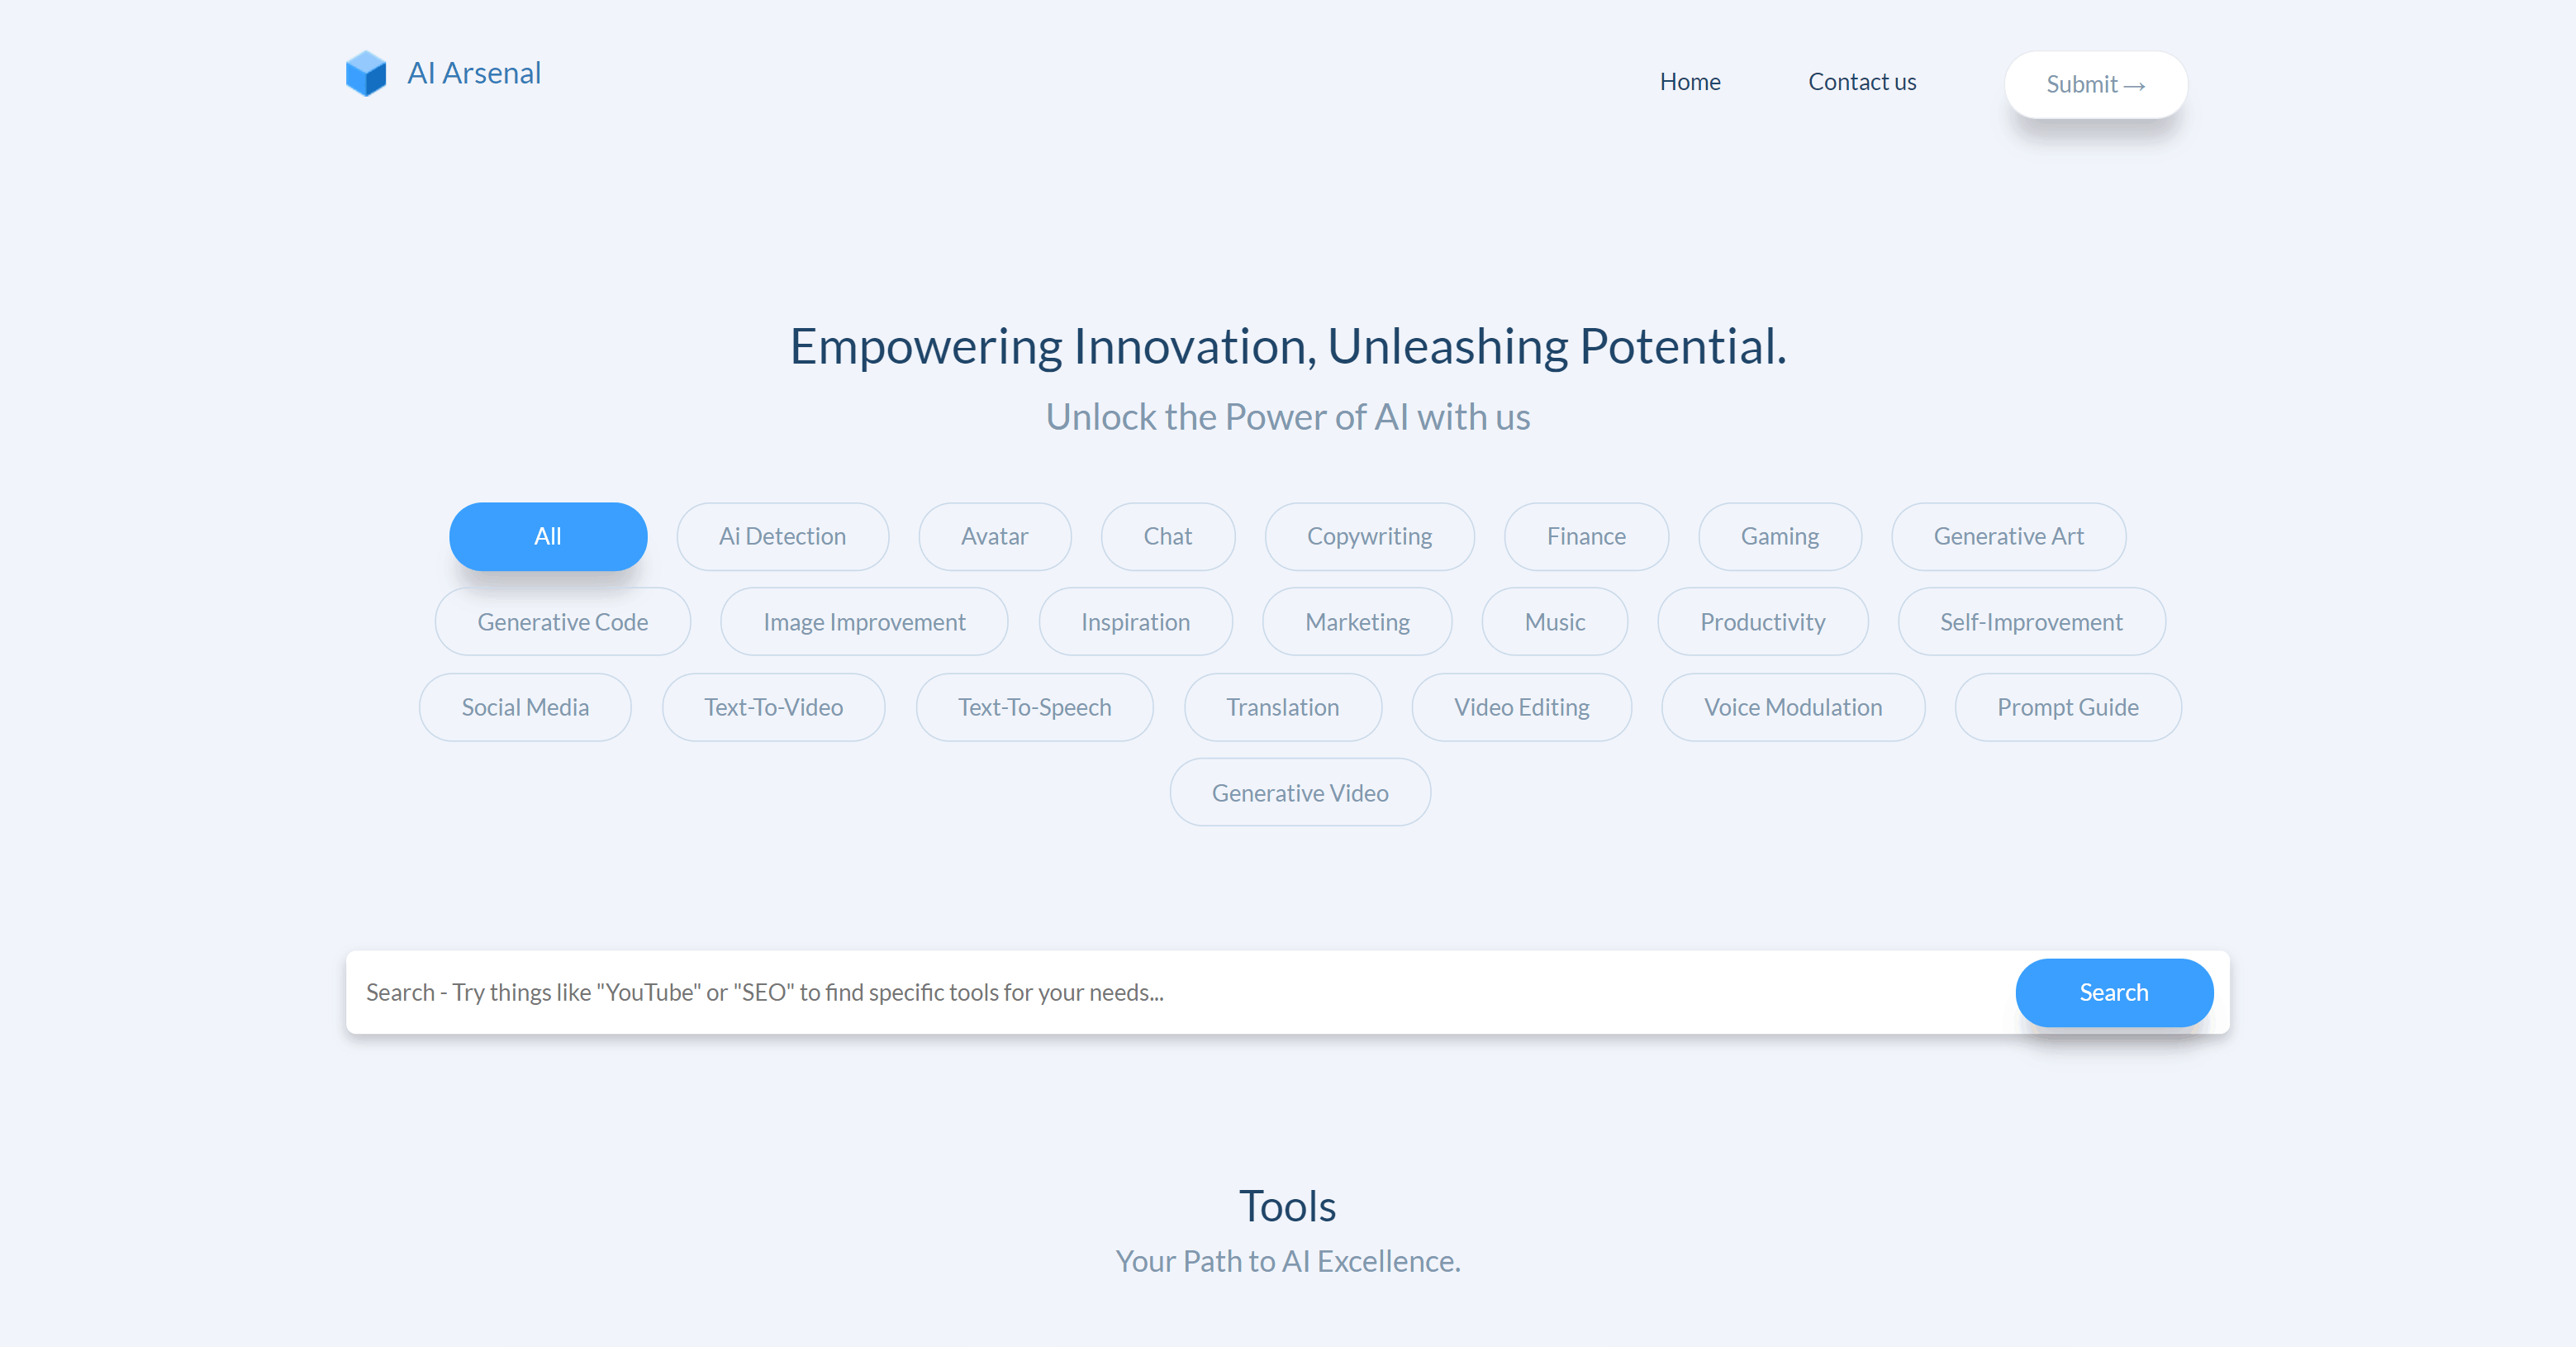 AI Arsenal
Home Contact us Submit→
Empowering Innovation, Unleashing Potential.
Unlock the Power of AI with us
All Ai Detection Avatar Chat Copywriting Finance Gaming Generative Art
Generative Code Image Improvement Inspiration Marketing Music Productivity Self-Improvement
Social Media Text-To-Video Text-To-Speech Translation Video Editing Voice Modulation Prompt Guide
Generative Video
Search - Try things like "YouTube" or "SEO" to find specific tools for your needs... Search
Tools
Your Path to AI Excellence.